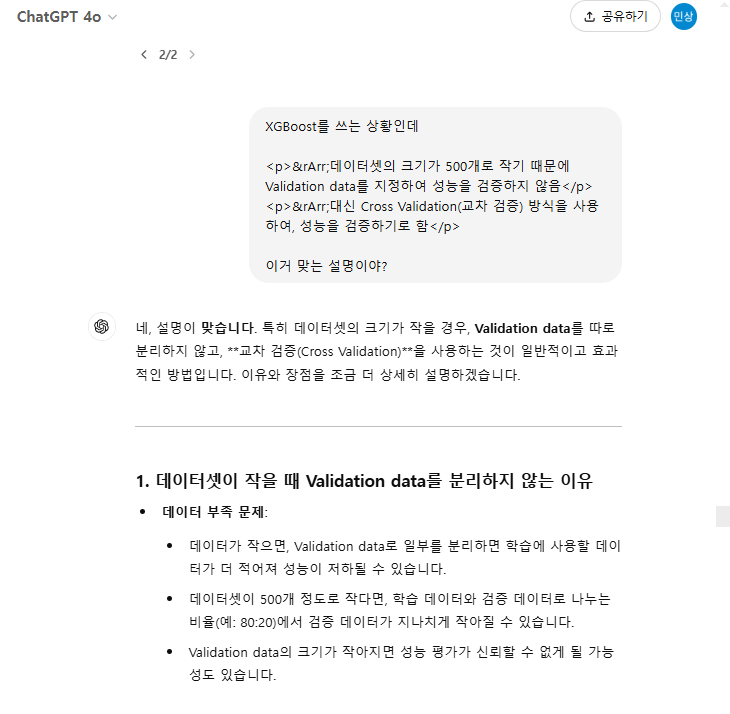 ChatGPT 4o
공유하기
민상
2/2
XGBoost를 쓰는 상황인데
<p>&rArr;데이터셋의 크기가 500개로 작기 때문에
Validation data를 지정하여 성능을 검증하지 않음</p>
<p>&rArr;대신 Cross Validation(교차 검증) 방식을 사용
하여, 성능을 검증하기로 함</p>
이거 맞는 설명이야?
네, 설명이 맞습니다. 특히 데이터셋의 크기가 작을 경우, Validation data를 따로
분리하지 않고, **교차 검증(Cross Validation)**을 사용하는 것이 일반적이고 효과
적인 방법입니다. 이유와 장점을 조금 더 상세히 설명하겠습니다.
1. 데이터셋이 작을 때 Validation data를 분리하지 않는 이유
• 데이터 부족 문제:
• 데이터가 작으면, Validation data로 일부를 분리하면 학습에 사용할 데이
터가 더 적어져 성능이 저하될 수 있습니다.
• 데이터셋이 500개 정도로 작다면, 학습 데이터와 검증 데이터로 나누는
비율(예: 80:20)에서 검증 데이터가 지나치게 작아질 수 있습니다.
• Validation data의 크기가 작아지면 성능 평가가 신뢰할 수 없게 될 가능
성도 있습니다.